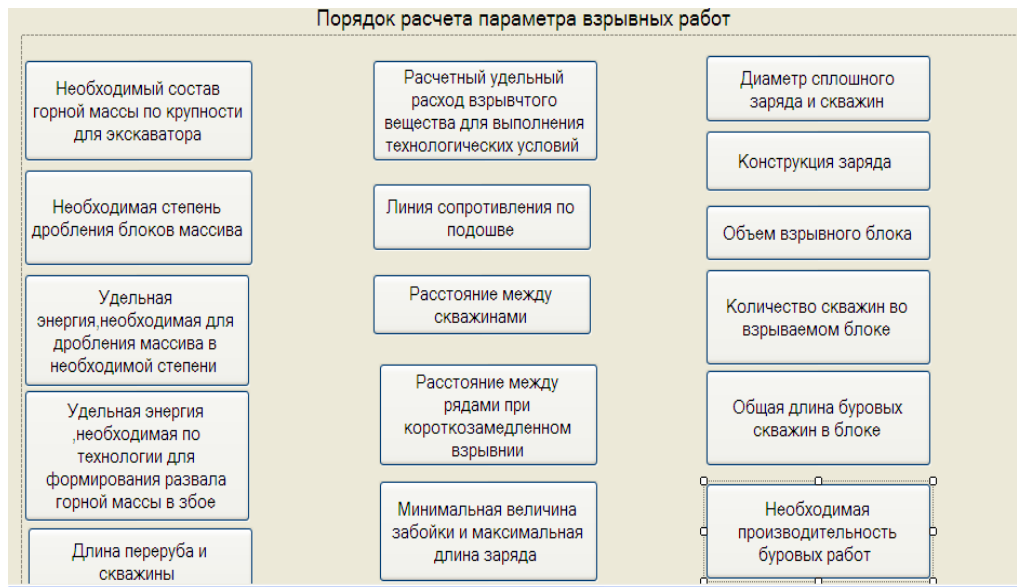 Порядок расчета параметра взрывных работ
Необходимый состав
горной массы по крупности
для экскаватора
Необходимая степень
дробления блоков массива
Удельная
энергия,необходимая для
дробления массива в
необходимой степени
Удельная энергия
,необходимая по
технологии для
формирования развала
горной массы в збое
Длина переруба и
скважины
Расчетный удельный
расход взрывчтого
вещества для выполнения
технологических условий
Линия сопротивления по
подошве
Расстояние между
скважинами
Расстояние между
рядами при
короткозамедленном
взрывнии
Минимальная величина
забойки и максимальная
длина заряда
Диаметр сплошного
заряда и скважин
Конструкция заряда
Объем взрывного блока
Количество скважин во
взрываемом блоке
Общая длина буровых
скважин в блоке
Необходимая
производительность
буровых работ